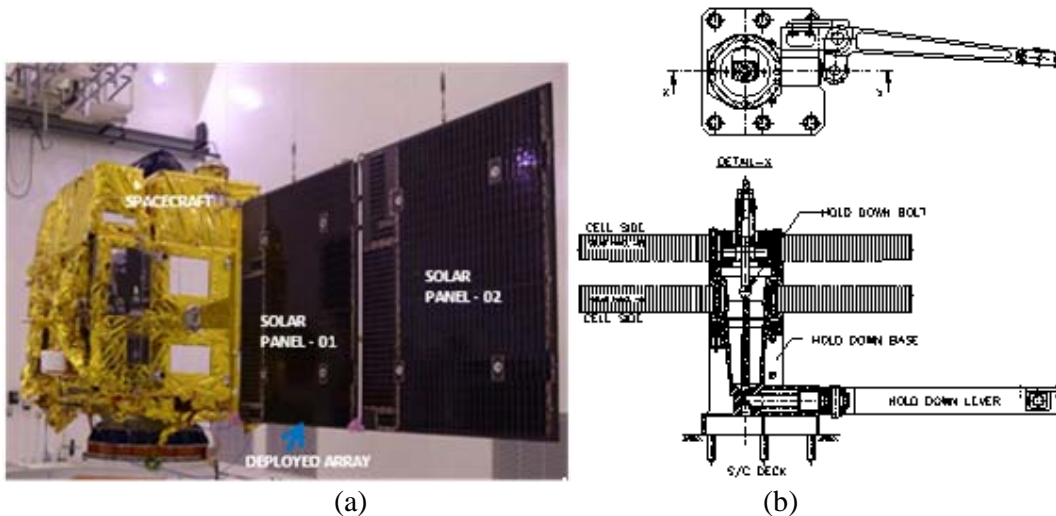 SPACECRAFT
SOLAR
PANEL - 01
SOLAR
PANEL - 02
DEPLOYED ARRAY
(a)
X
DETAIL-X
HOLD DOWN BOLT
CELL SIDE
CELL SIDE
HOLD DOWN BASE
HOLD DOWN LEVER
S/C DECK
(b)